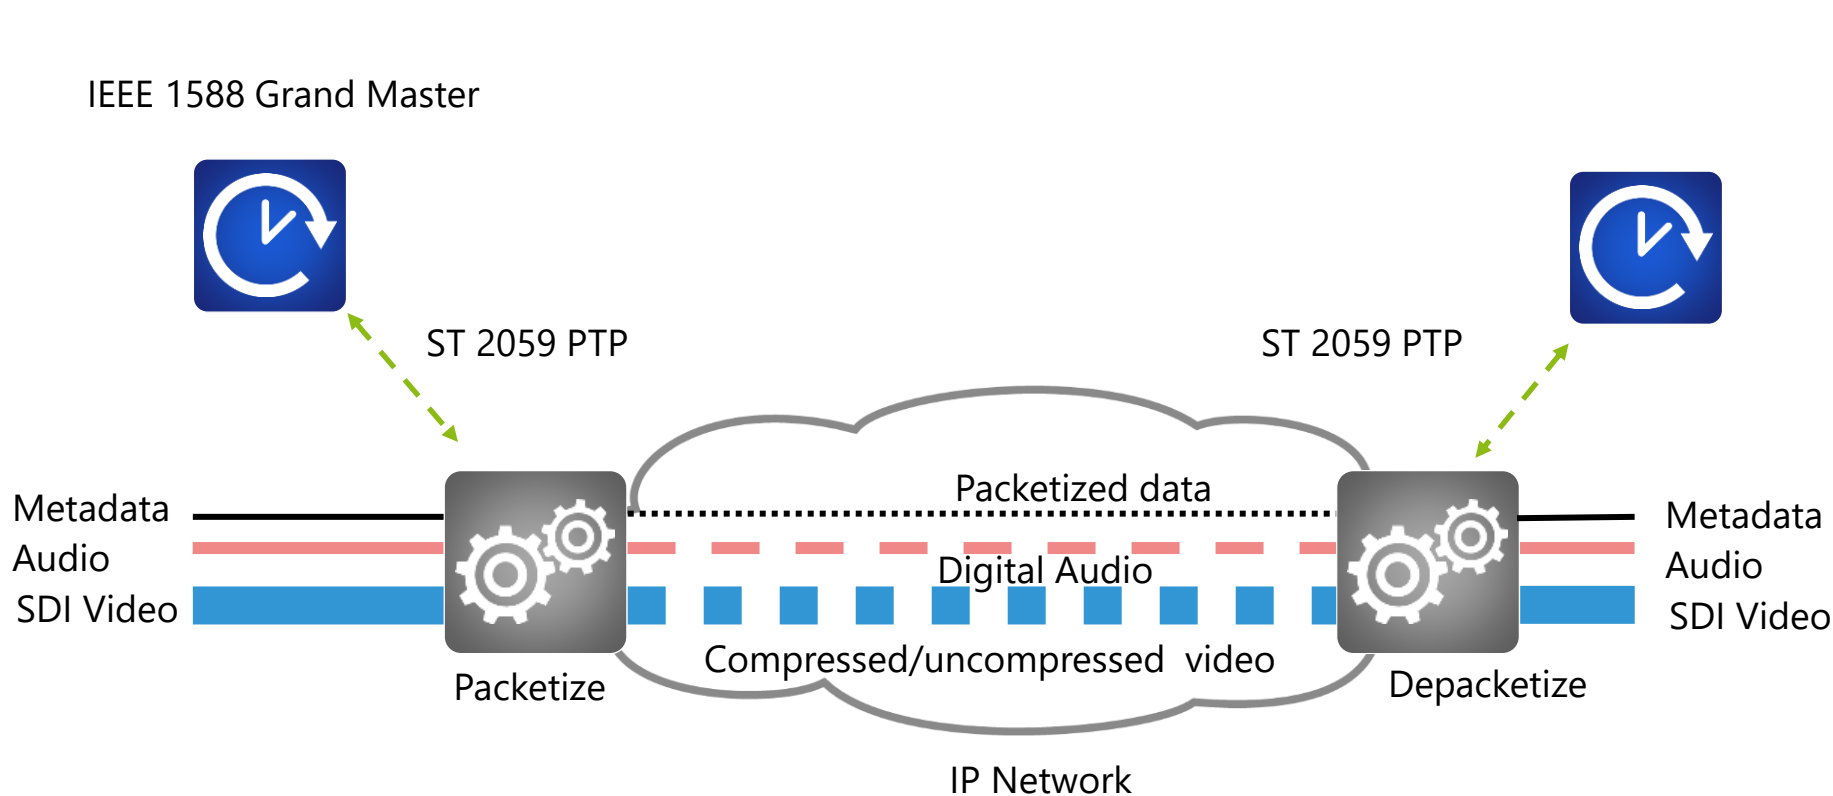 IEEE 1588 Grand Master
ST 2059 PTP
ST 2059 PTP
Metadata
Audio
SDI Video
Packetize
Packetized data
Digital Audio
Compressed/uncompressed video
IP Network
Depacketize
Metadata
Audio
SDI Video